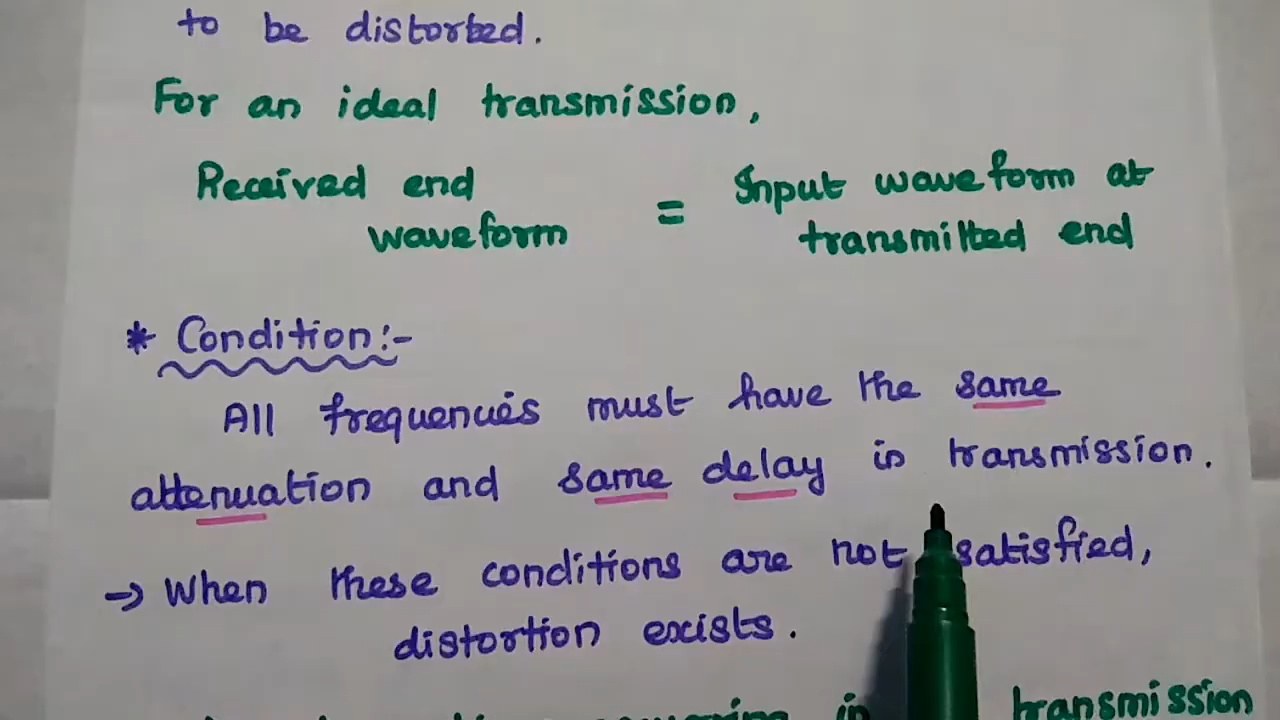 to be distorted.
For an ideal transmission,
Received end waveform = Input waveform at transmitted end
* Condition:-
All frequencies must have the same
attenuation and same delay in transmission.
→ When these conditions are not satisfied,
distortion exists.
in transmission